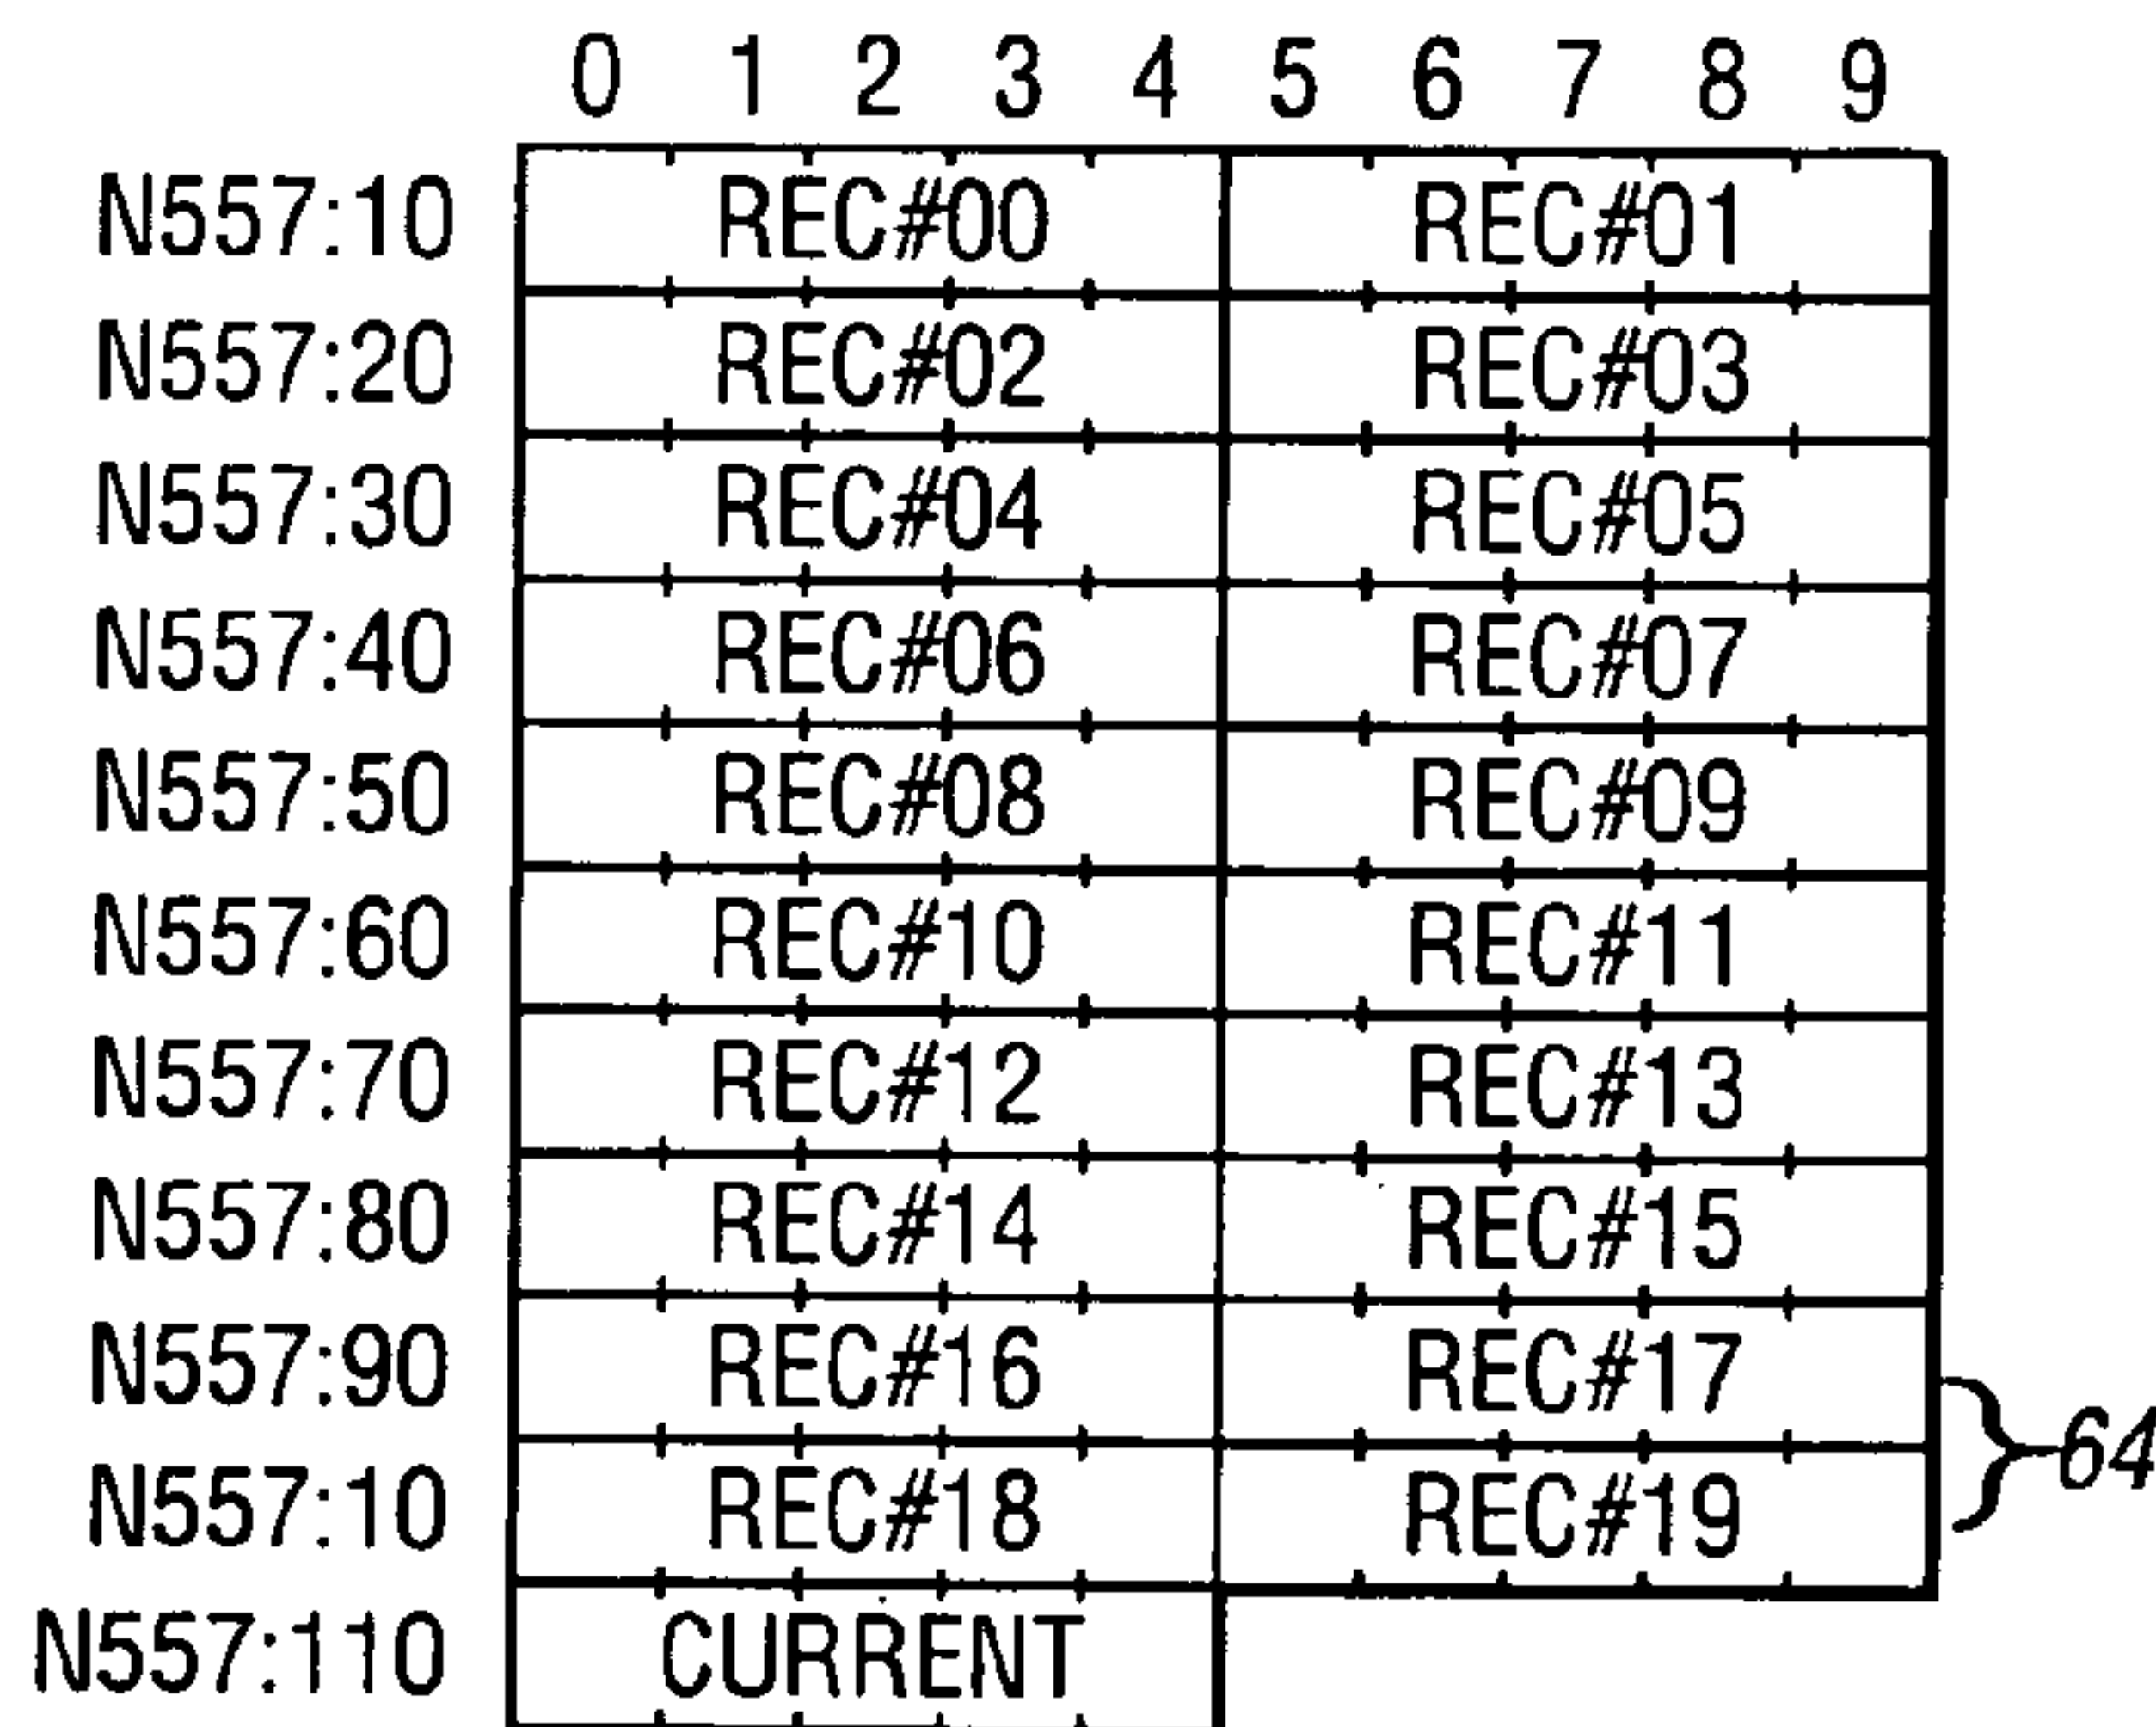 0 1 2 3 4 5 6 7 8 9
N557:10 REC#00 REC#01
N557:20 REC#02 REC#03
N557:30 REC#04 REC#05
N557:40 REC#06 REC#07
N557:50 REC#08 REC#09
N557:60 REC#10 REC#11
N557:70 REC#12 REC#13
N557:80 REC#14 REC#15
N557:90 REC#16 REC#17
64
N557:10 REC#18 REC#19
N557:110 CURRENT